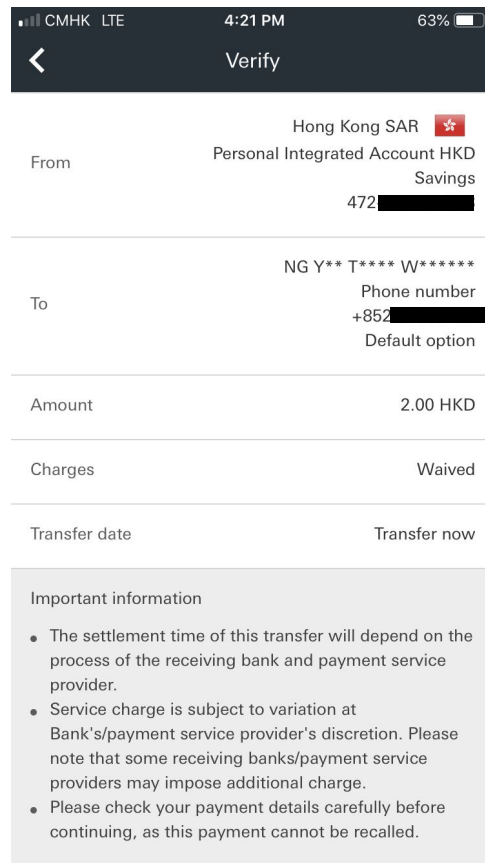 CMHK LTE 4:21 PM 63%
Verify
From
Hong Kong SAR
Personal Integrated Account HKD
Savings
472
To
NG Y** T**** W******
Phone number
+852
Default option
Amount 2.00 HKD
Charges Waived
Transfer date Transfer now
Important information
• The settlement time of this transfer will depend on the
process of the receiving bank and payment service
provider.
• Service charge is subject to variation at
Bank's/payment service provider's discretion. Please
note that some receiving banks/payment service
providers may impose additional charge.
• Please check your payment details carefully before
continuing, as this payment cannot be recalled.